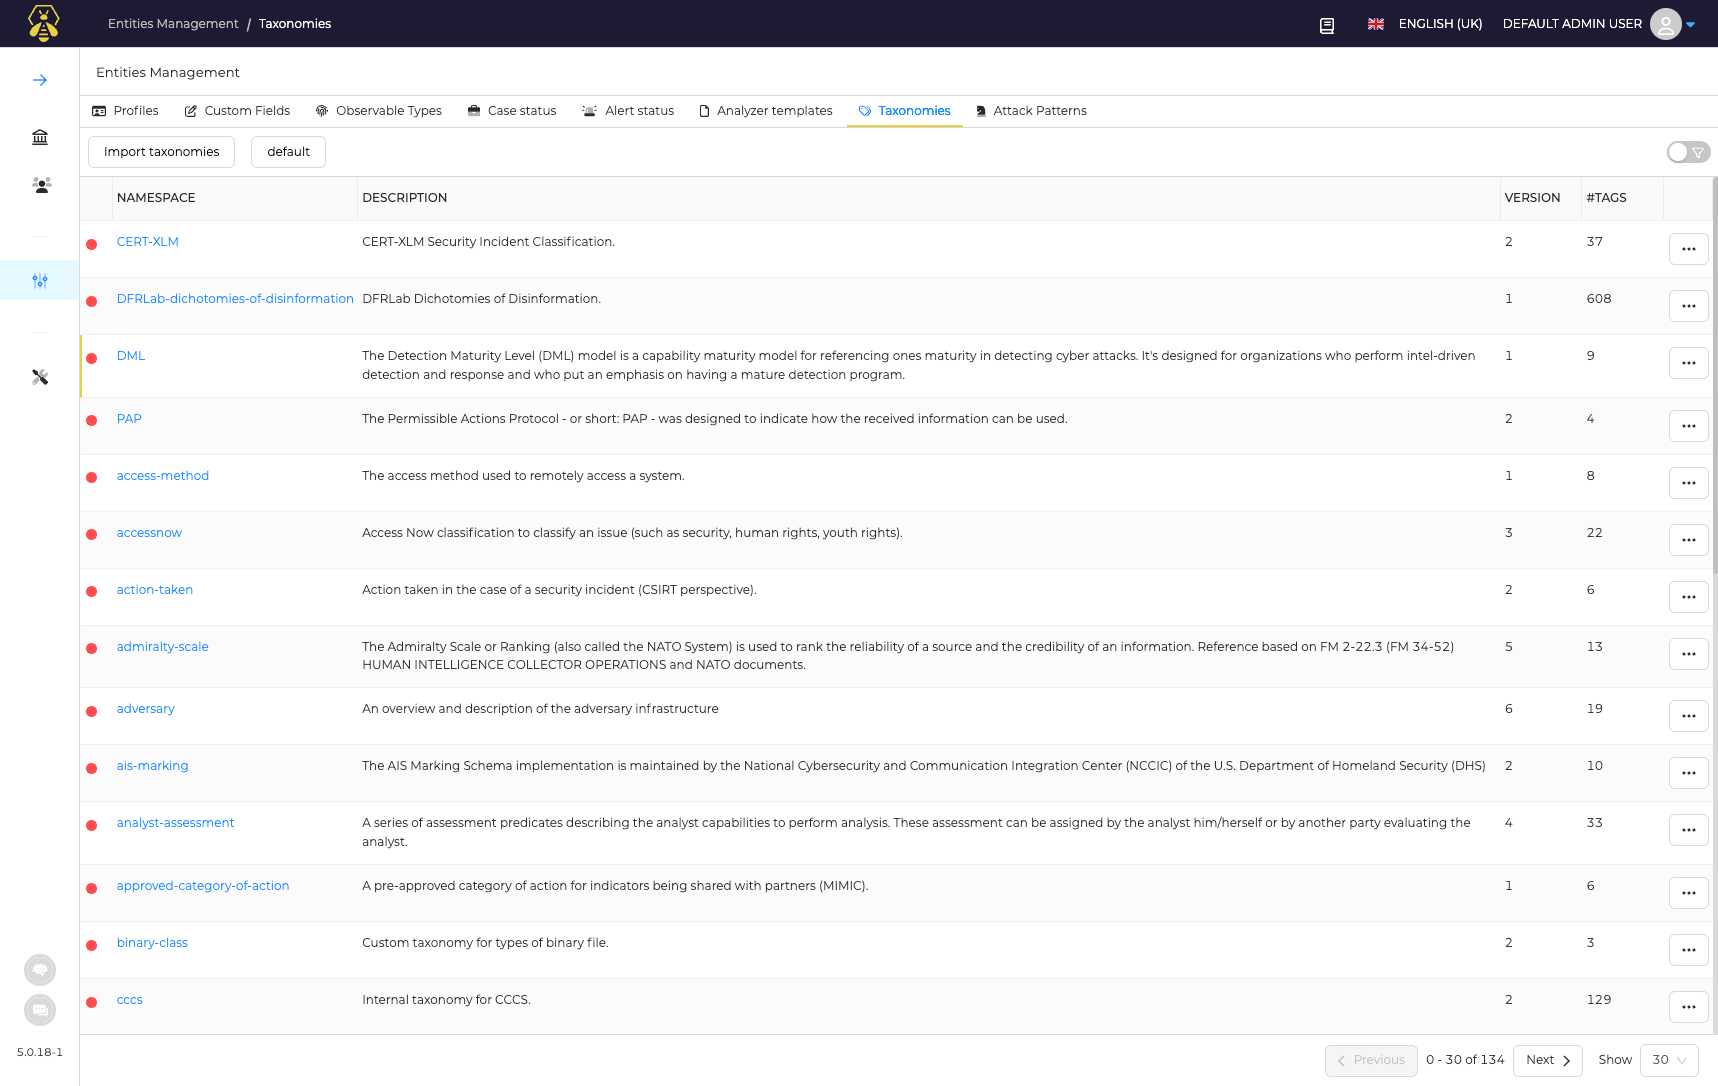 Entities Management / Taxonomies
ENGLISH (UK)
DEFAULT ADMIN USER
Entities Management
Profiles
Custom Fields
Observable Types
Case status
Alert status
Analyzer templates
Taxonomies
Attack Patterns
Import taxonomies
default
NAMESPACE DESCRIPTION VERSION #TAGS
CERT-XLM CERT-XLM Security Incident Classification. 2 37
DFRLab-dichotomies-of-disinformation DFRLab Dichotomies of Disinformation. 1 608
DML The Detection Maturity Level (DML) model is a capability maturity model for referencing ones maturity in detecting cyber attacks. It's designed for organizations who perform intel-driven 1 9
detection and response and who put an emphasis on having a mature detection program.
PAP The Permissible Actions Protocol - or short: PAP - was designed to indicate how the received information can be used. 2 4
access-method The access method used to remotely access a system. 1 8
accessnow Access Now classification to classify an issue (such as security, human rights, youth rights). 3 22
action-taken Action taken in the case of a security incident (CSIRT perspective). 2 6
admiralty-scale The Admiralty Scale or Ranking (also called the NATO System) is used to rank the reliability of a source and the credibility of an information. Reference based on FM 2-22.3 (FM 34-52) 5 13
HUMAN INTELLIGENCE COLLECTOR OPERATIONS and NATO documents.
adversary An overview and description of the adversary infrastructure 6 19
ais-marking The AIS Marking Schema implementation is maintained by the National Cybersecurity and Communication Integration Center (NCCIC) of the U.S. Department of Homeland Security (DHS) 2 10
analyst-assessment A series of assessment predicates describing the analyst capabilities to perform analysis. These assessment can be assigned by the analyst him/herself or by another party evaluating the 4 33
analyst.
approved-category-of-action A pre-approved category of action for indicators being shared with partners (MIMIC). 1 6
binary-class Custom taxonomy for types of binary file. 2 3
cccs Internal taxonomy for CCCS. 2 129
5.0.18-1
Previous 0 - 30 of 134 Next Show 30